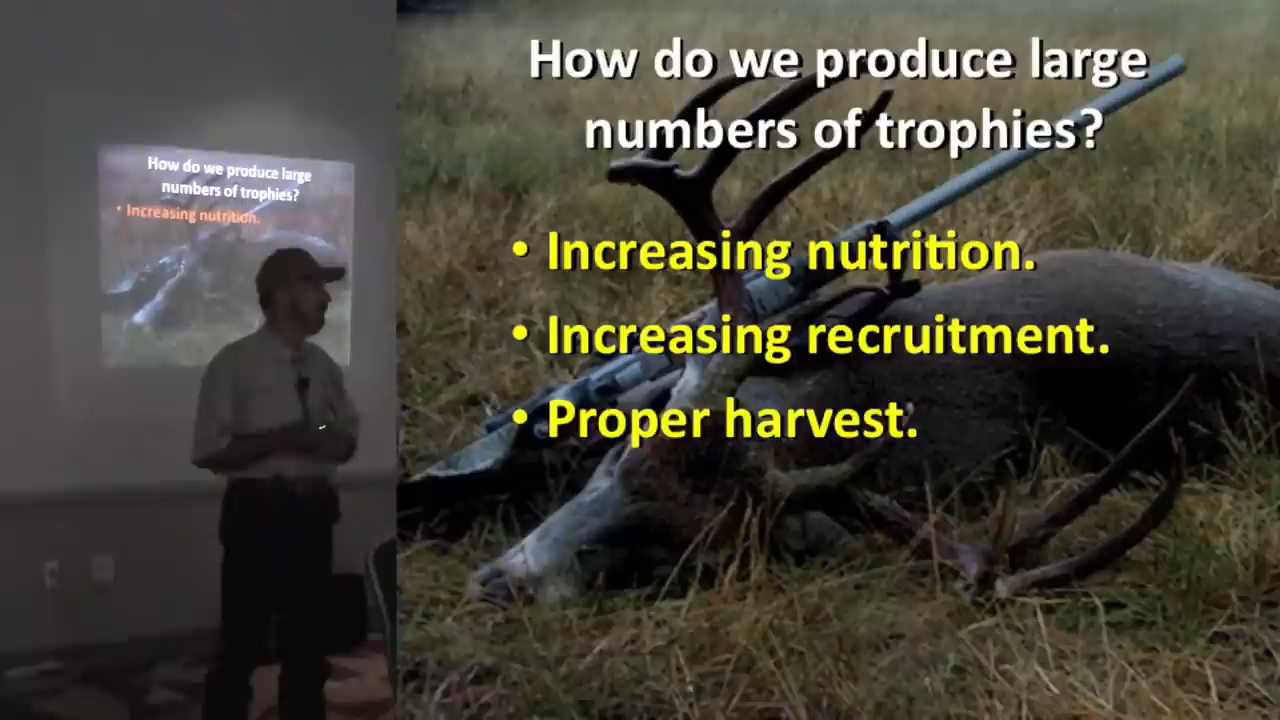 How do we produce large
numbers of trophies?
• Increasing nutrition.
How do we produce large
numbers of trophies?
• Increasing nutrition.
• Increasing recruitment.
• Proper harvest.